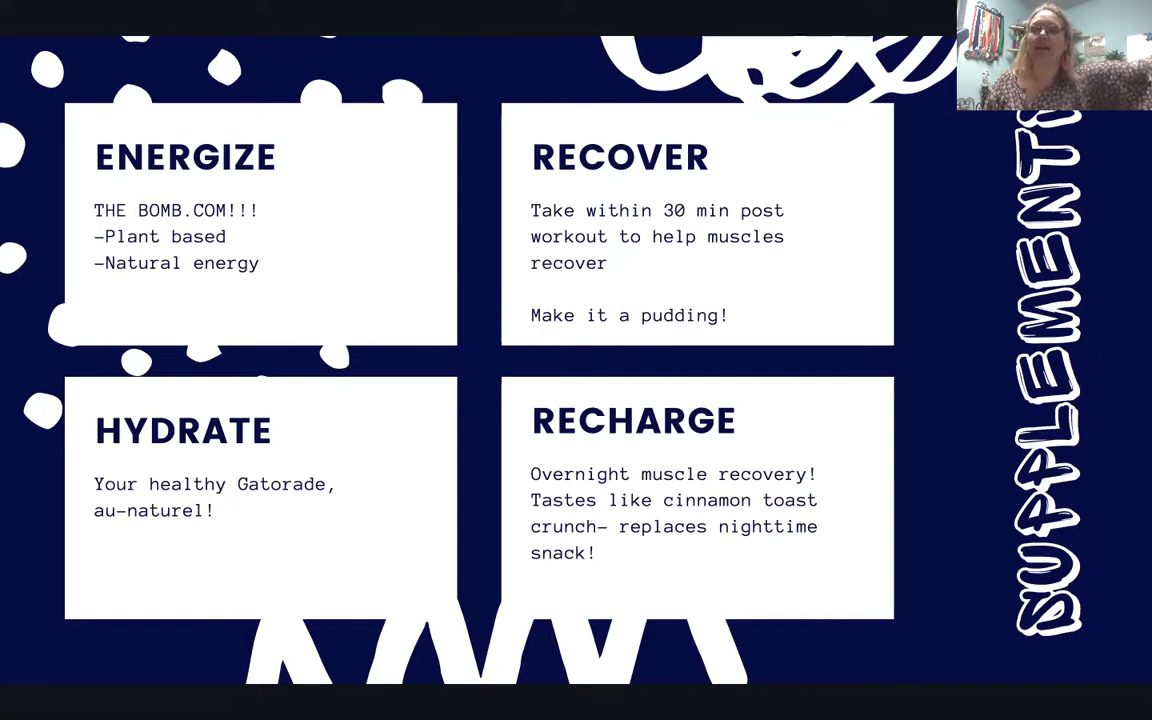 ENERGIZE
THE BOMB.COM!!!
-Plant based
-Natural energy
RECOVER
Take within 30 min post
workout to help muscles
recover
Make it a pudding!
HYDRATE
Your healthy Gatorade,
au-naturel!
RECHARGE
Overnight muscle recovery!
Tastes like cinnamon toast
crunch- replaces nighttime
snack!